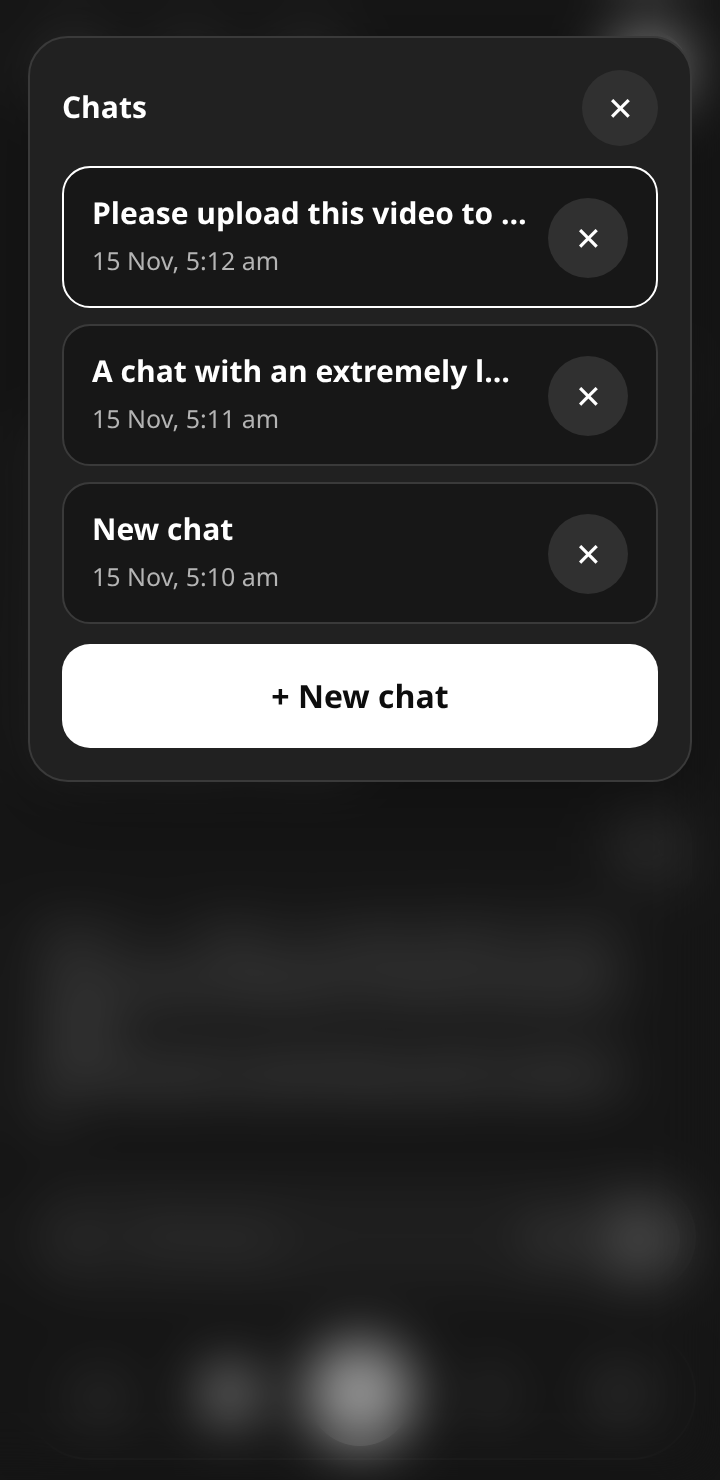 Chats
Please upload this video to ...
15 Nov, 5:12 am
A chat with an extremely l...
15 Nov, 5:11 am
New chat
15 Nov, 5:10 am
+ New chat